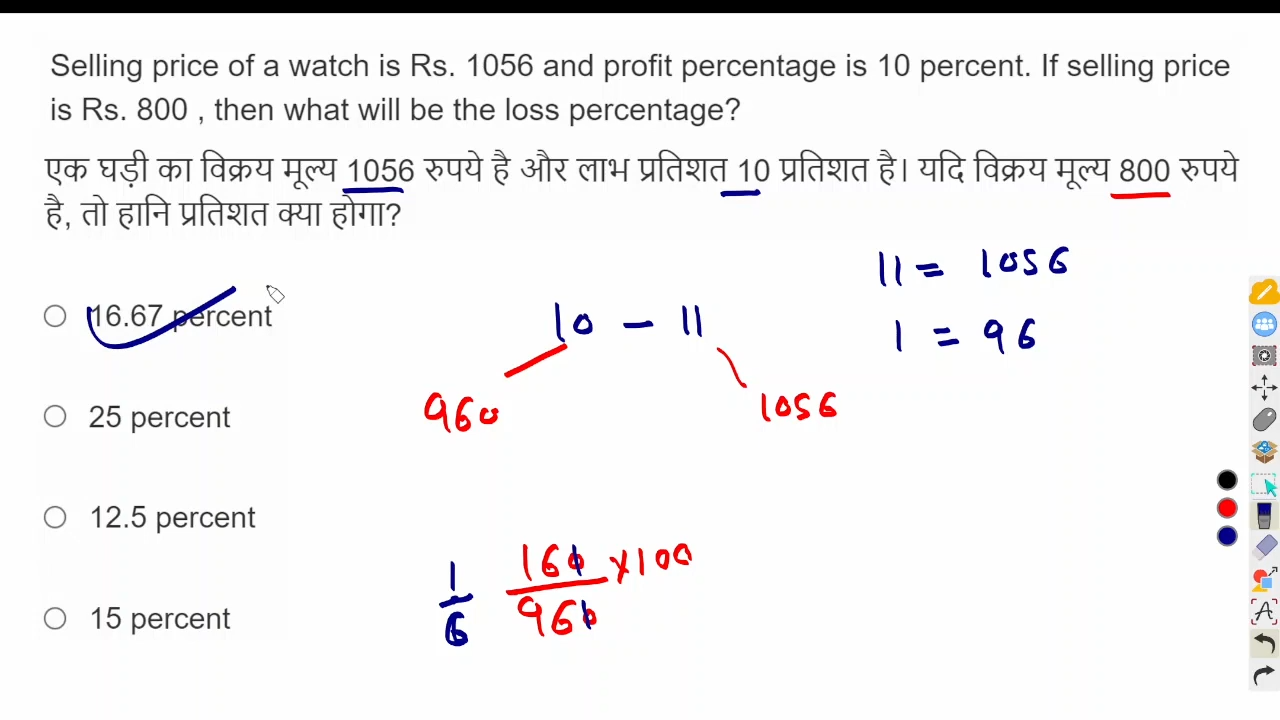 Selling price of a watch is Rs. 1056 and profit percentage is 10 percent. If selling price
is Rs. 800 , then what will be the loss percentage?
एक घड़ी का विक्रय मूल्य 1056 रुपये है और लाभ प्रतिशत 10 प्रतिशत है। यदि विक्रय मूल्य 800 रुपये
है, तो हानि प्रतिशत क्या होगा?
11 = 1056
16.67 percent
10 – 11
1 = 96
960
1056
25 percent
12.5 percent
1/6 160/960 ×100
15 percent